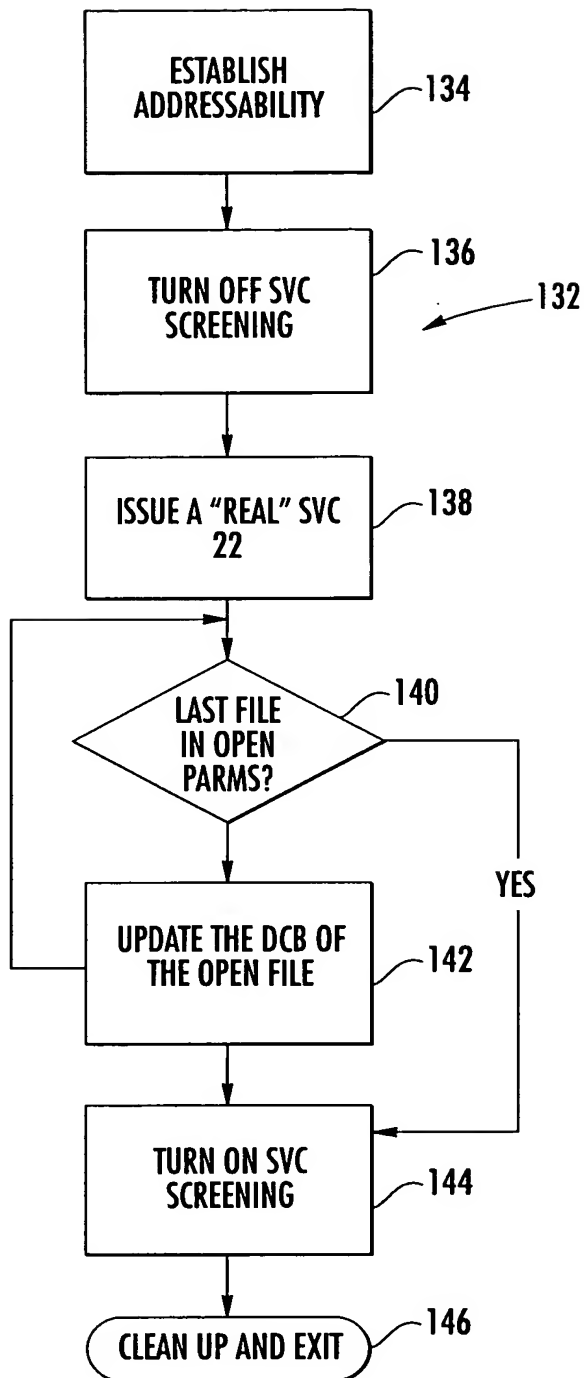 ESTABLISH
ADDRESSABILITY
134
136
TURN OFF SVC
SCREENING
132
ISSUE A “REAL” SVC
22
138
140
LAST FILE
IN OPEN
PARMS?
YES
UPDATE THE DCB OF
THE OPEN FILE
142
TURN ON SVC
SCREENING
144
CLEAN UP AND EXIT
146